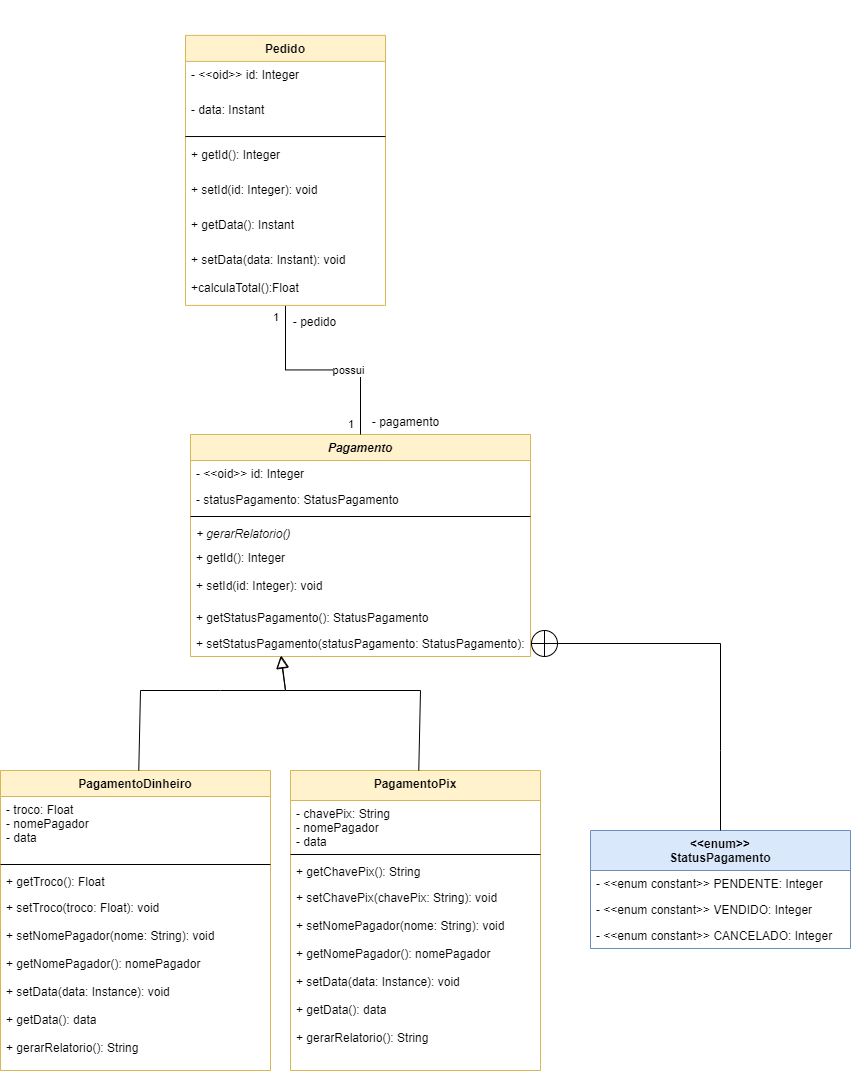 Pedido
- <<oid>> id: Integer
- data: Instant
+ getId(): Integer
+ setId(id: Integer): void
+ getData(): Instant
+ setData(data: Instant): void
+calculaTotal():Float
1
- pedido
possui
1
- pagamento
Pagamento
- <<oid>> id: Integer
- statusPagamento: StatusPagamento
+ gerarRelatorio()
+ getId(): Integer
+ setId(id: Integer): void
+ getStatusPagamento(): StatusPagamento
+ setStatusPagamento(statusPagamento: StatusPagamento):
PagamentoDinheiro
- troco: Float
- nomePagador
- data
+ getTroco(): Float
+ setTroco(troco: Float): void
+ setNomePagador(nome: String): void
+ getNomePagador(): nomePagador
+ setData(data: Instance): void
+ getData(): data
+ gerarRelatorio(): String
PagamentoPix
- chavePix: String
- nomePagador
- data
+ getChavePix(): String
+ setChavePix(chavePix: String): void
+ setNomePagador(nome: String): void
+ getNomePagador(): nomePagador
+ setData(data: Instance): void
+ getData(): data
+ gerarRelatorio(): String
<<enum>>
StatusPagamento
- <<enum constant>> PENDENTE: Integer
- <<enum constant>> VENDIDO: Integer
- <<enum constant>> CANCELADO: Integer